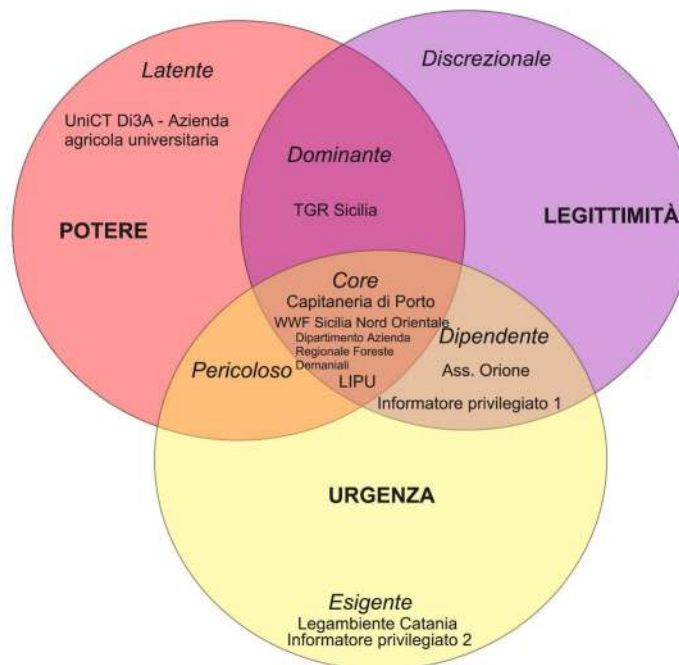 Latente
Discrezionale
UniCT Di3A - Azienda
agricola universitaria
Dominante
TGR Sicilia
POTERE
LEGITTIMITÀ
Core
Capitaneria di Porto
WWF Sicilia Nord Orientale
Dipartimento Azienda
Regionale Foreste
Demaniali
LIPU
Dipendente
Ass. Orione
Informatore privilegiato 1
Pericoloso
URGENZA
Esigente
Legambiente Catania
Informatore privilegiato 2